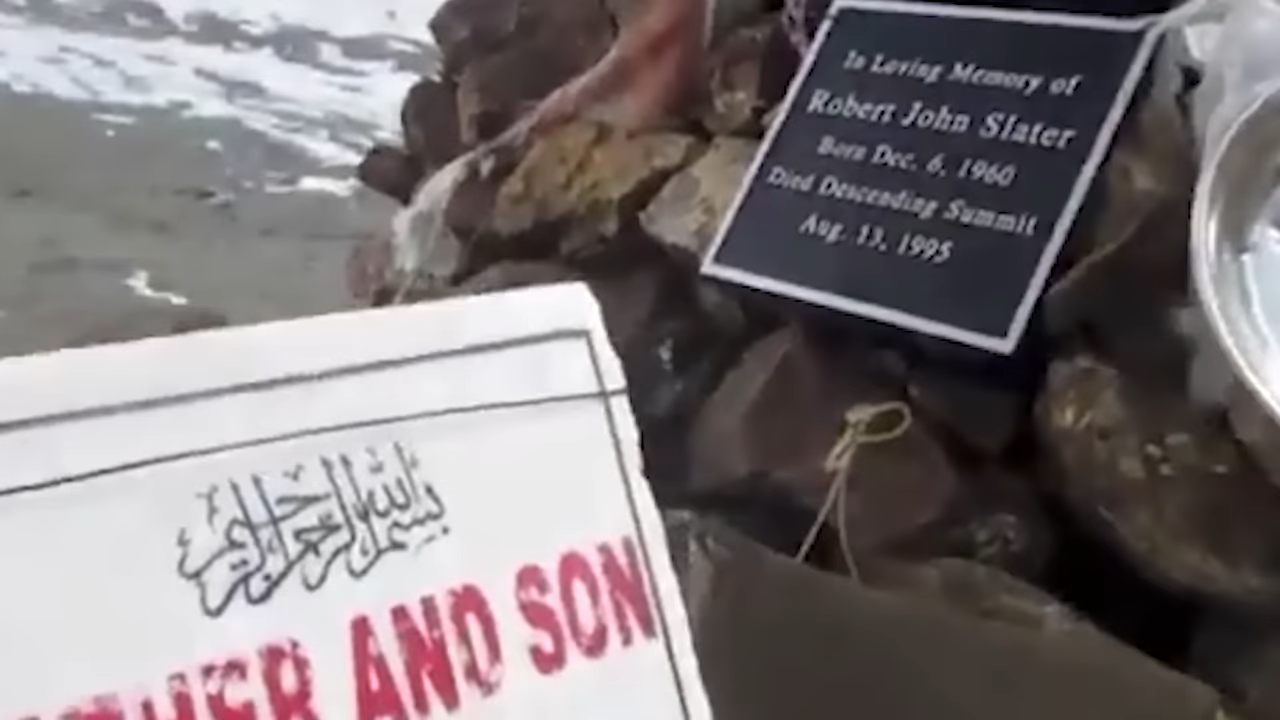 In Loving Memory of
Robert John Slater
Born Dec. 6, 1960
Died Descending Summit
Aug. 13, 1995
بسم الله الرحمن الرحيم
AND SON